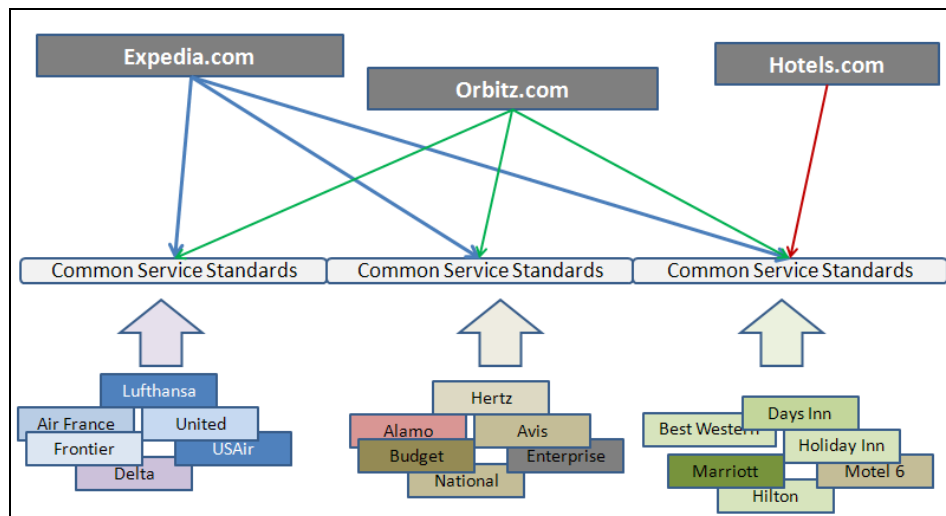 Expedia.com
Orbitz.com
Hotels.com
Common Service Standards
Common Service Standards
Common Service Standards
Lufthansa
Air France
United
Frontier
USAir
Delta
Hertz
Alamo
Avis
Budget
Enterprise
National
Days Inn
Best Western
Holiday Inn
Marriott
Motel 6
Hilton